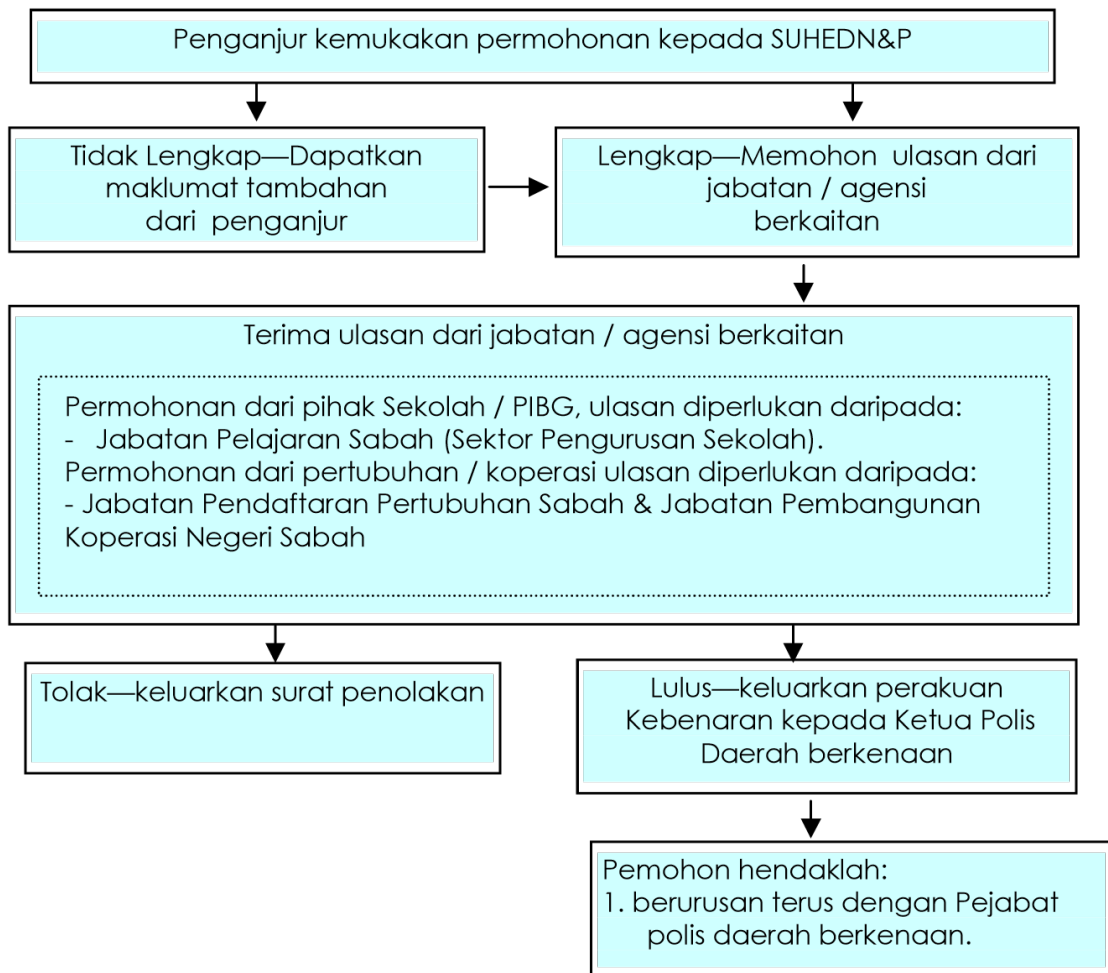 Penganjur kemukakan permohonan kepada SUHEDN&P
Tidak Lengkap—Dapatkan
maklumat tambahan
dari penganjur
Lengkap—Memohon ulasan dari
jabatan / agensi
berkaitan
Terima ulasan dari jabatan / agensi berkaitan
Permohonan dari pihak Sekolah / PIBG, ulasan diperlukan daripada:
- Jabatan Pelajaran Sabah (Sektor Pengurusan Sekolah).
Permohonan dari pertubuhan / koperasi ulasan diperlukan daripada:
- Jabatan Pendaftaran Pertubuhan Sabah & Jabatan Pembangunan
Koperasi Negeri Sabah
Tolak—keluarkan surat penolakan
Lulus—keluarkan perakuan
Kebenaran kepada Ketua Polis
Daerah berkenaan
Pemohon hendaklah:
1. berurusan terus dengan Pejabat
polis daerah berkenaan.